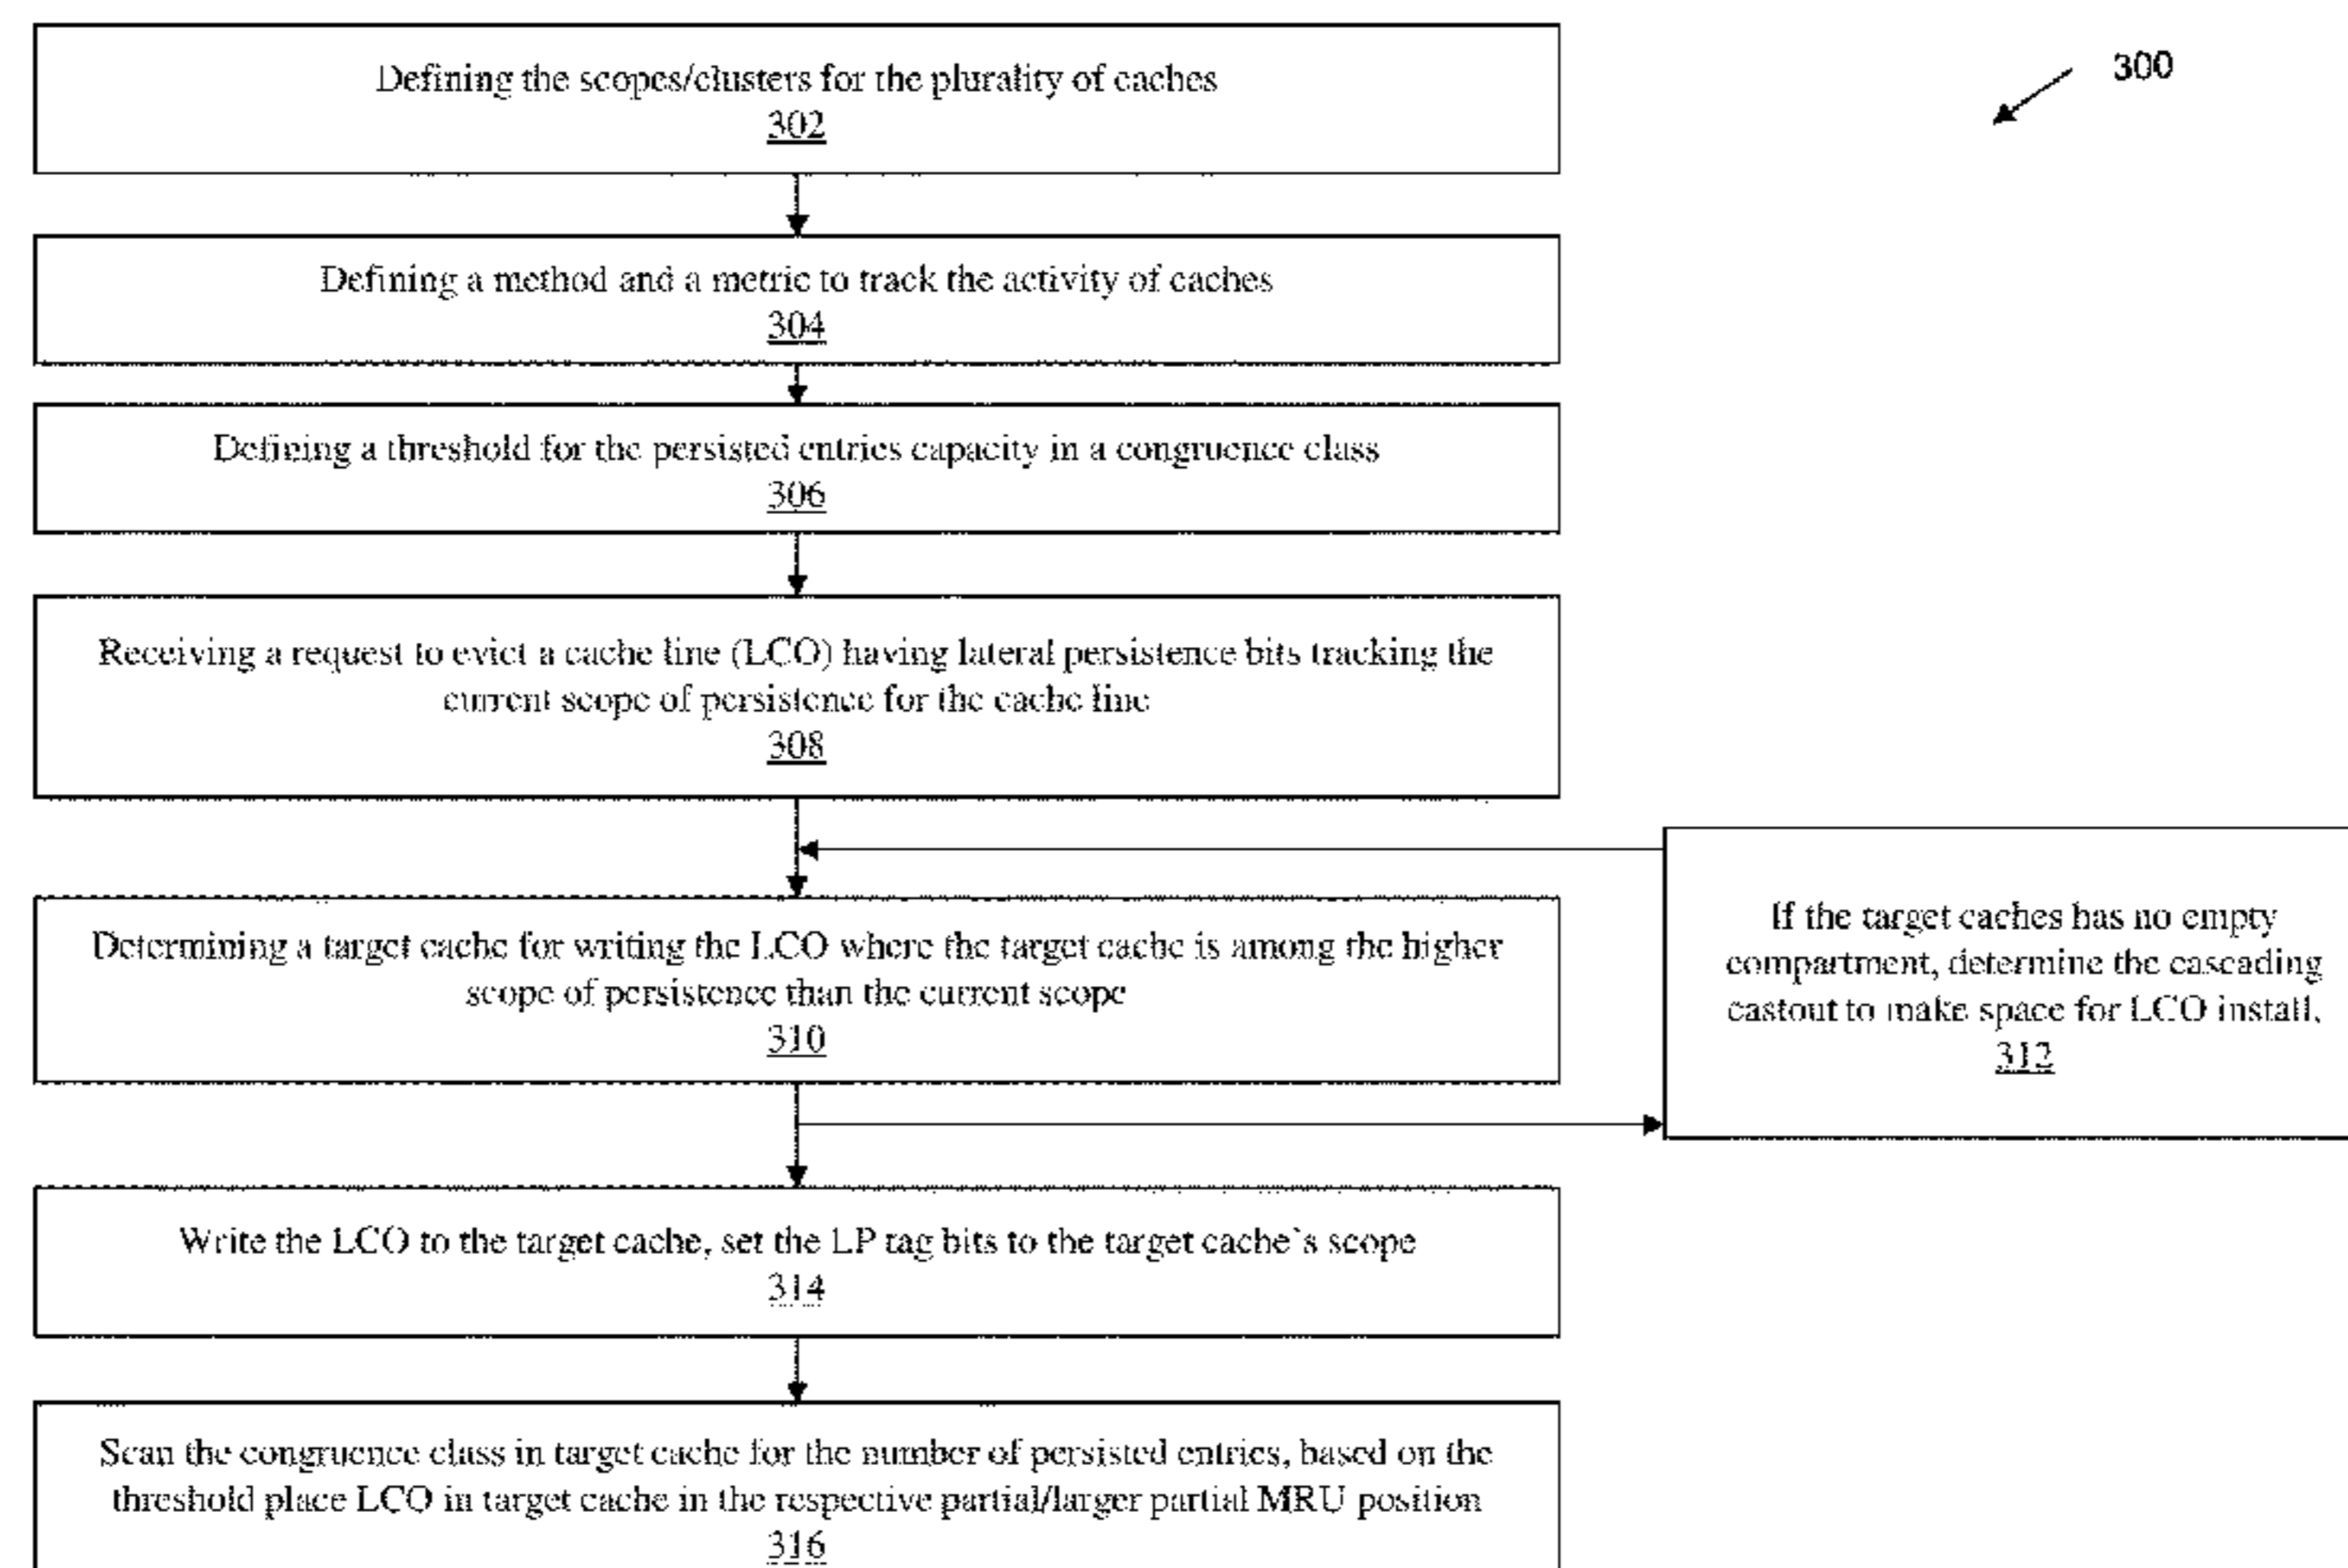 Defining the scopes/clusters for the plurality of caches
302
300
Defining a method and a metric to track the activity of caches
304
Defining a threshold for the persisted entries capacity in a congruence class
306
Receiving a request to evict a cache line (LCO) having lateral persistence bits tracking the
current scope of persistence for the cache line
308
Determining a target cache for writing the LCO where the target cache is among the higher
scope of persistence than the current scope
310
If the target caches has no empty
compartment, determine the cascading
castout to make space for LCO install.
312
Write the LCO to the target cache, set the LP tag bits to the target cache's scope
314
Scan the congruence class in target cache for the number of persisted entries, based on the
threshold place LCO in target cache in the respective partial/larger partial MRU position
316